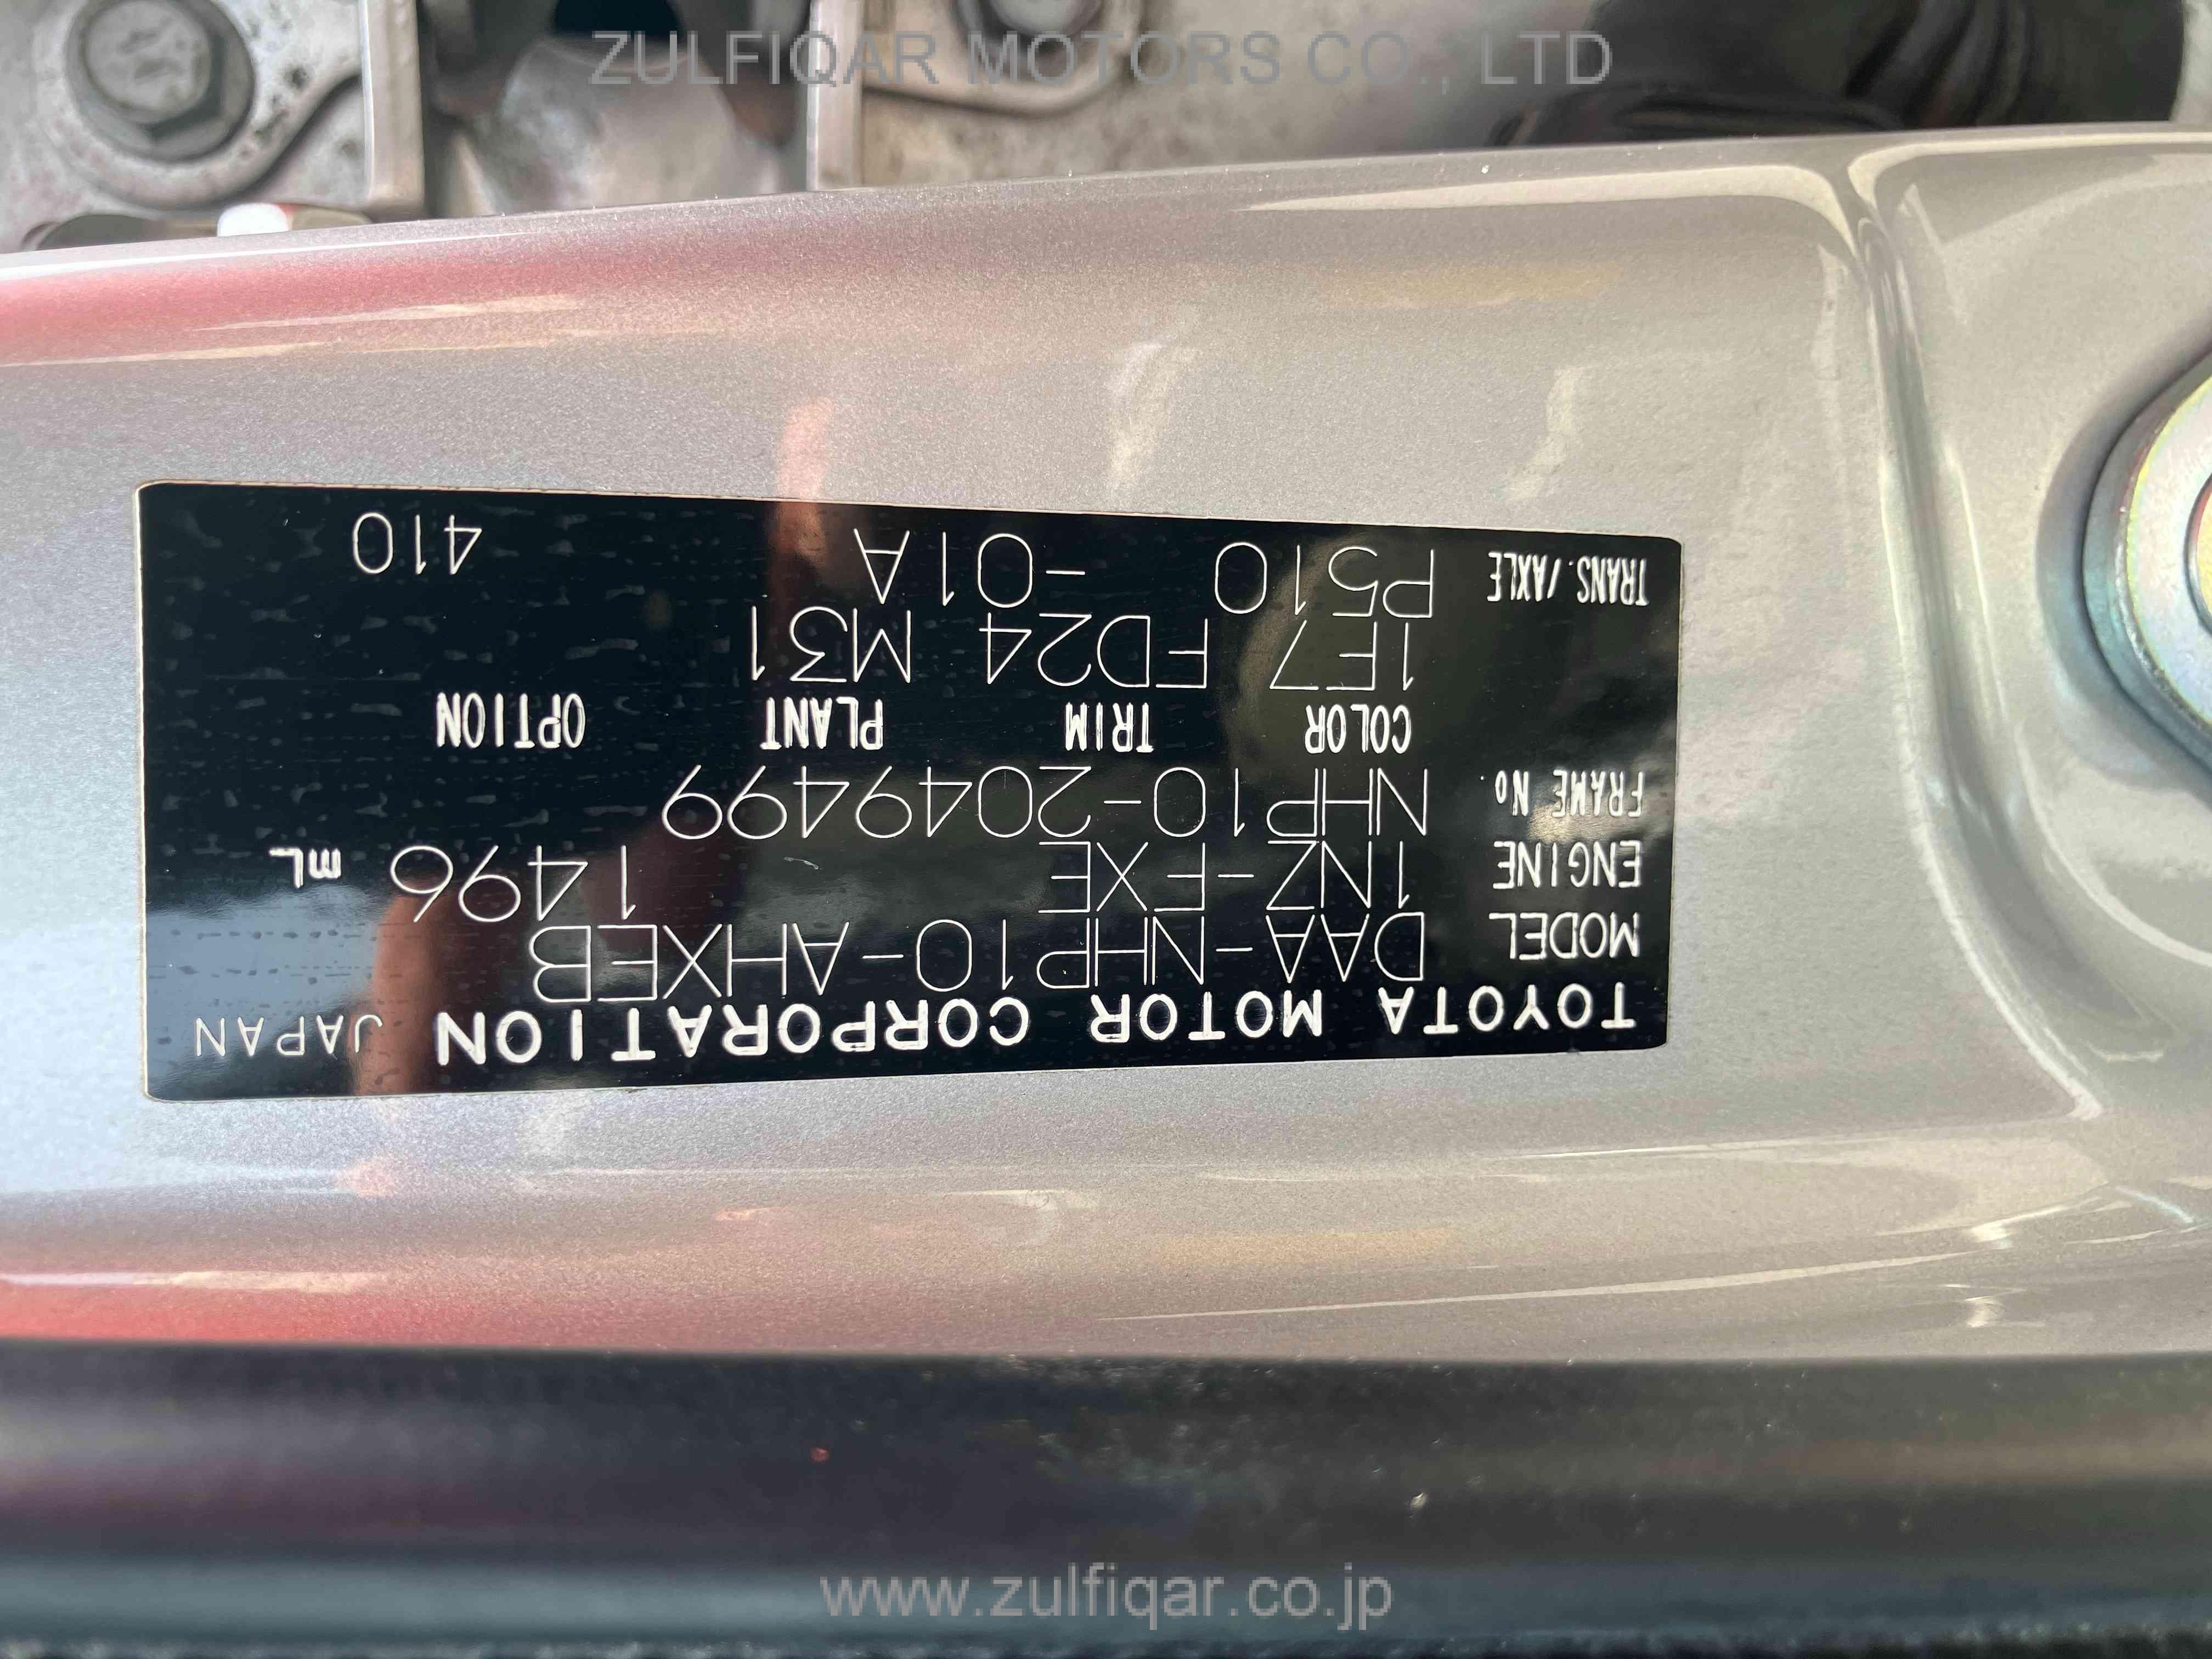 ZULFIQAR MOTORS CO., LTD
TOYOTA MOTOR CORPORATION JAPAN
MODEL DAA-NHP10-AHXEB
ENGINE 1NZ-FXE 1496 mL
FRAME No. NHP10-2049499
COLOR TRIM PLANT OPTION
1E7 FD24 M31
TRANS./AXLE P510 -01A 410
www.zulfiqar.co.jp